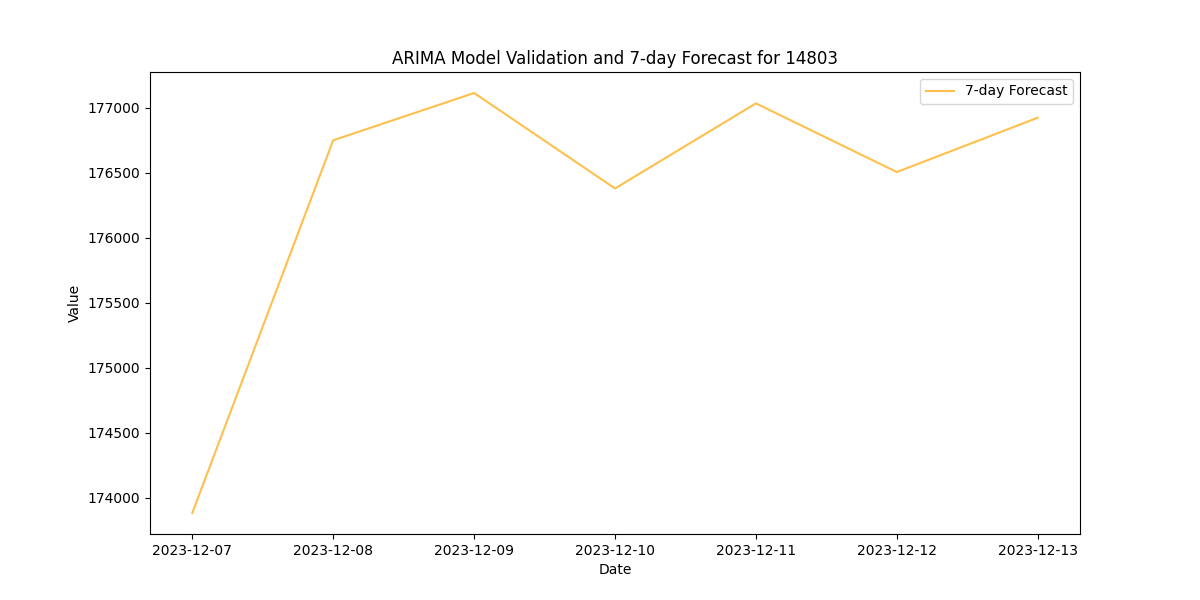 ARIMA Model Validation and 7-day Forecast for 14803
7-day Forecast
177000
176500
176000
175500
175000
174500
174000
Value
2023-12-07 2023-12-08 2023-12-09 2023-12-10 2023-12-11 2023-12-12 2023-12-13
Date